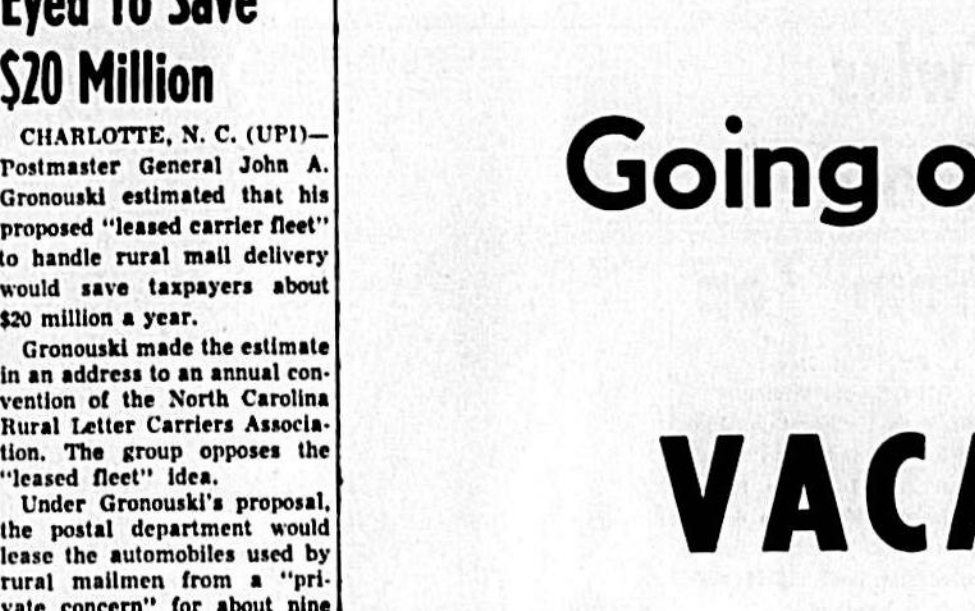 Eyed To Save
$20 Million
CHARLOTTE, N. C. (UPI)—
Postmaster General John A.
Gronouski estimated that his
proposed "leased carrier fleet"
to handle rural mail delivery
would save taxpayers about
$20 million a year.
Gronouski made the estimate
in an address to an annual con-
vention of the North Carolina
Rural Letter Carriers Associa-
tion. The group opposes the
"leased fleet" idea.
Under Gronouski's proposal,
the postal department would
lease the automobiles used by
rural mailmen from a "pri-
vate concern" for about nine
Going o
VACA